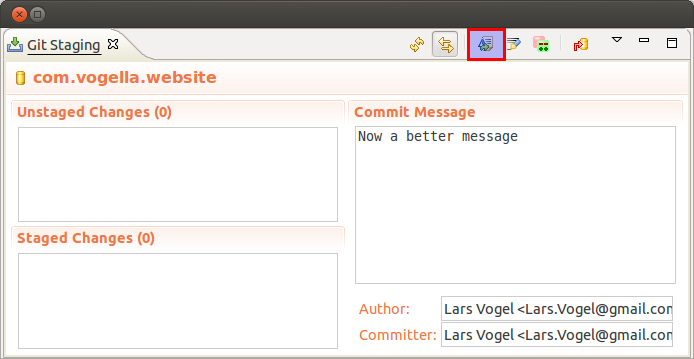 Git Staging
com.vogella.website
Unstaged Changes (0)
Staged Changes (0)
Commit Message
Now a better message
Author: Lars Vogel <Lars.Vogel@gmail.con
Committer: Lars Vogel <Lars.Vogel@gmail.con